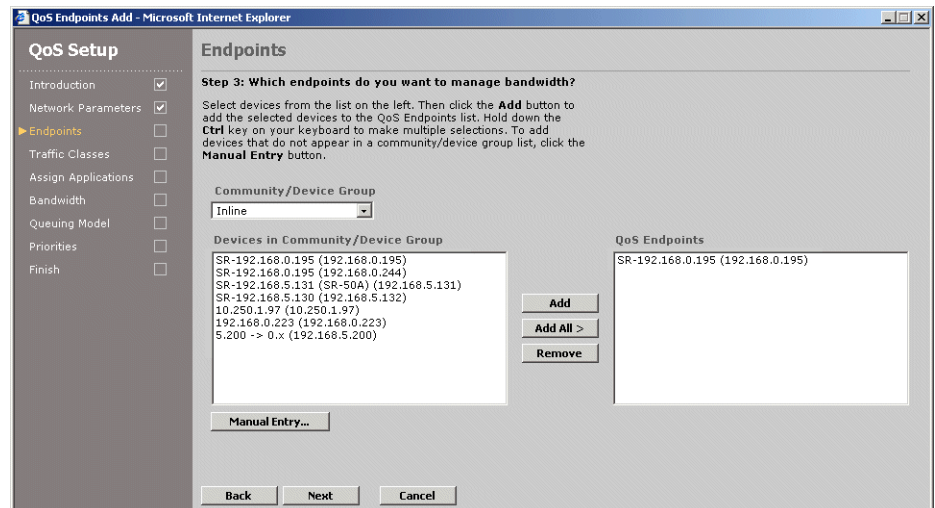 QoS Endpoints Add - Microsoft Internet Explorer
QoS Setup
Introduction
Network Parameters
Endpoints
Traffic Classes
Assign Applications
Bandwidth
Queuing Model
Priorities
Finish
Endpoints
Step 3: Which endpoints do you want to manage bandwidth?
Select devices from the list on the left. Then click the Add button to
add the selected devices to the QoS Endpoints list. Hold down the
Ctrl key on your keyboard to make multiple selections. To add
devices that do not appear in a community/device group list, click the
Manual Entry button.
Community/Device Group
Inline
Devices in Community/Device Group
SR-192.168.0.195 (192.168.0.195)
SR-192.168.0.195 (192.168.0.244)
SR-192.168.5.131 (SR-50A) (192.168.5.131)
SR-192.168.5.130 (192.168.5.132)
10.250.1.97 (10.250.1.97)
192.168.0.223 (192.168.0.223)
5.200 -> 0.x (192.168.5.200)
Add
Add All >
Remove
QoS Endpoints
SR-192.168.0.195 (192.168.0.195)
Manual Entry...
Back
Next
Cancel